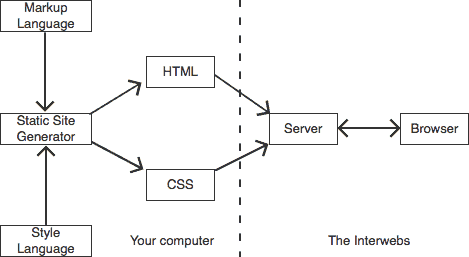 Markup
Language
HTML
Static Site
Generator
Server
Browser
CSS
Style
Language
Your computer
The Interwebs